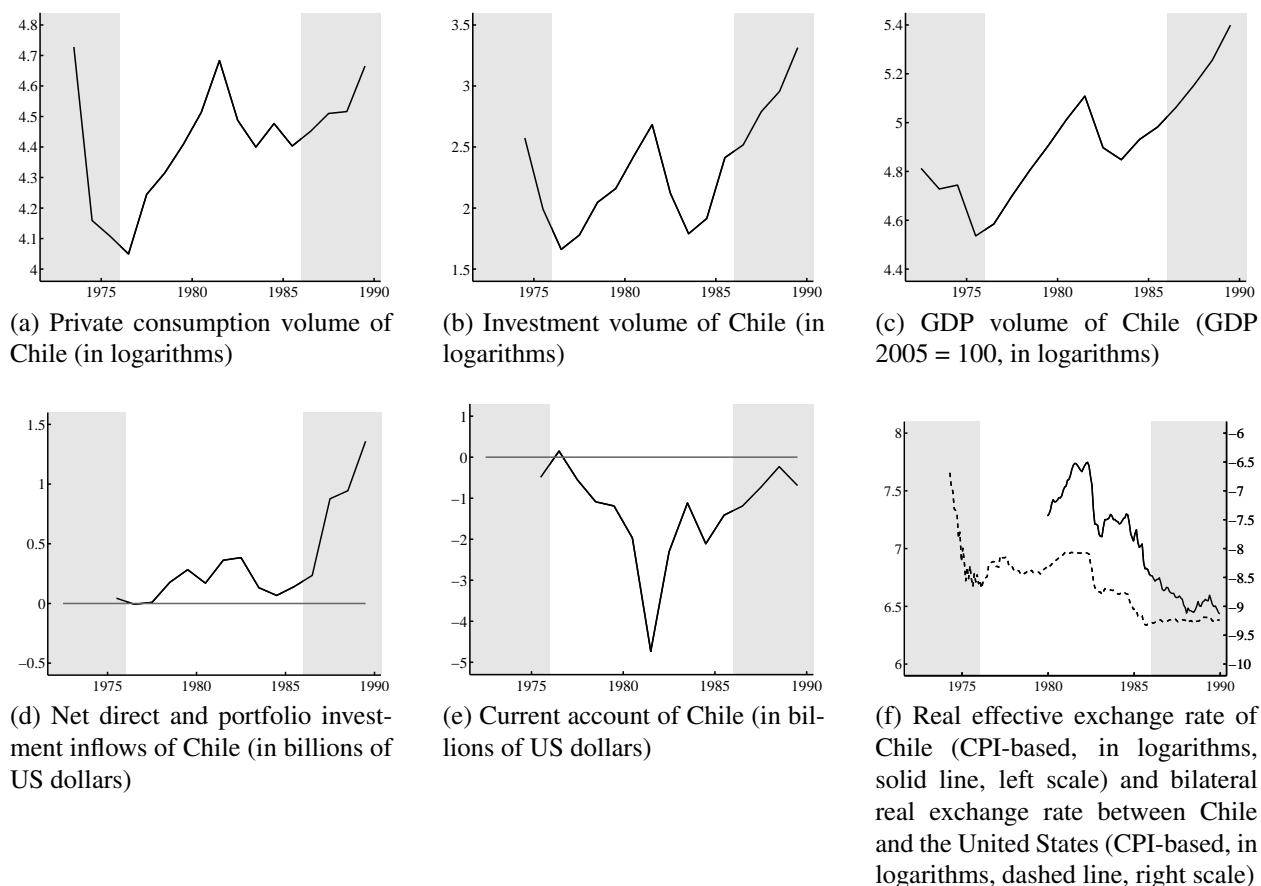 4.8
4.7
4.6
4.5
4.4
4.3
4.2
4.1
4
1975 1980 1985 1990
(a) Private consumption volume of
Chile (in logarithms)
3.5
3
2.5
2
1.5
1975 1980 1985 1990
(b) Investment volume of Chile (in
logarithms)
5.4
5.2
5
4.8
4.6
4.4
1975 1980 1985 1990
(c) GDP volume of Chile (GDP
2005 = 100, in logarithms)
1.5
1
0.5
0
−0.5
1975 1980 1985 1990
(d) Net direct and portfolio invest-
ment inflows of Chile (in billions of
US dollars)
1
0
−1
−2
−3
−4
−5
1975 1980 1985 1990
(e) Current account of Chile (in bil-
lions of US dollars)
8
7.5
7
6.5
6
−6
−6.5
−7
−7.5
−8
−8.5
−9
−9.5
−10
1975 1980 1985 1990
(f) Real effective exchange rate of
Chile (CPI-based, in logarithms,
solid line, left scale) and bilateral
real exchange rate between Chile
and the United States (CPI-based, in
logarithms, dashed line, right scale)